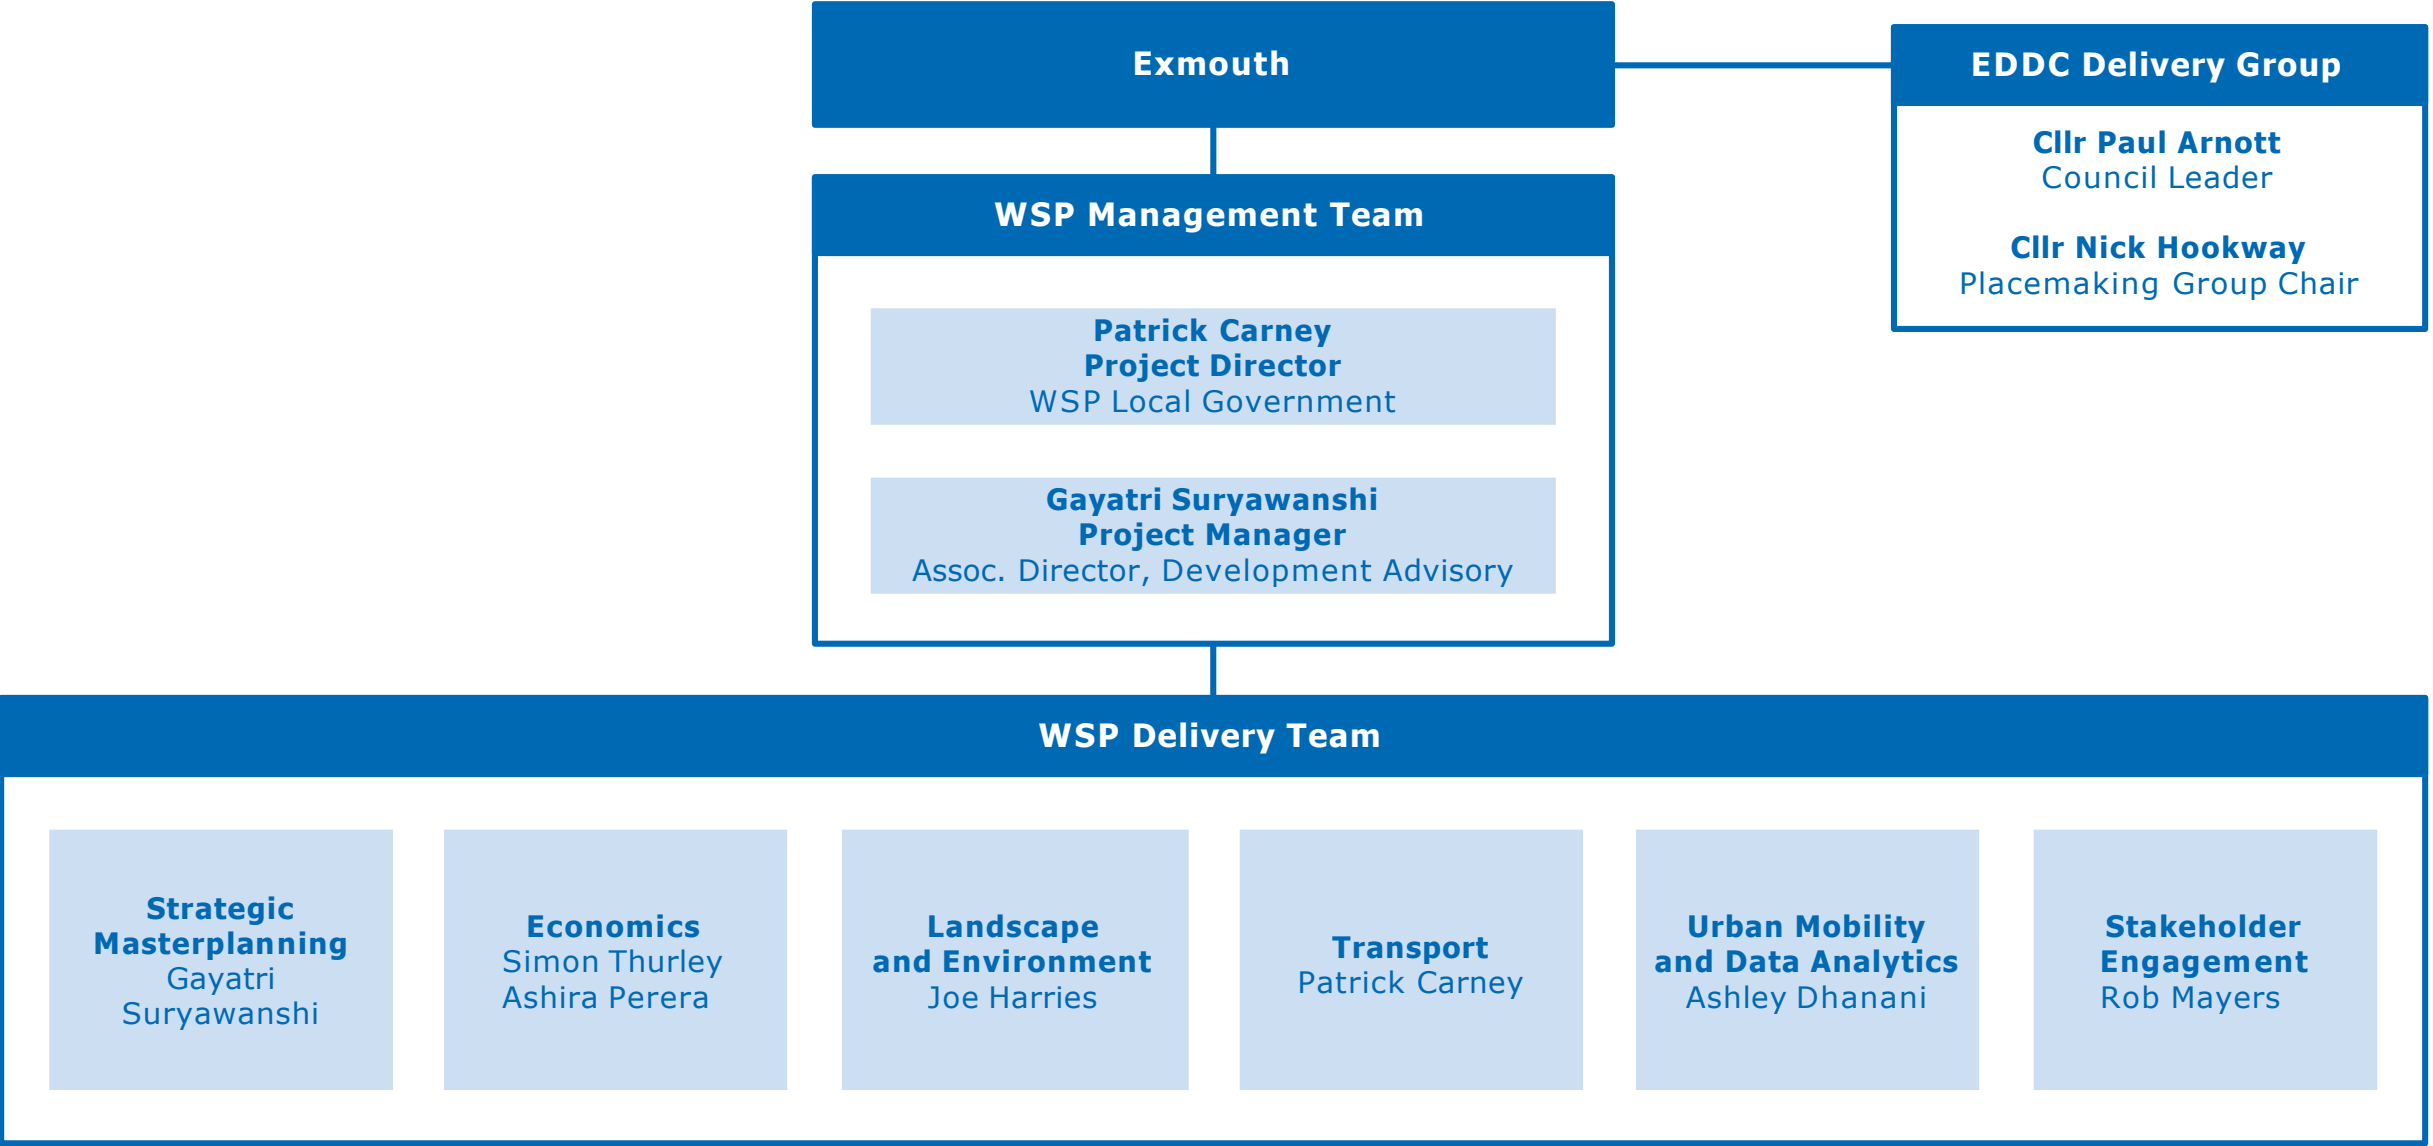 Exmouth
EDDC Delivery Group
Cllr Paul Arnott
Council Leader
Cllr Nick Hookway
Placemaking Group Chair
WSP Management Team
Patrick Carney
Project Director
WSP Local Government
Gayatri Suryawanshi
Project Manager
Assoc. Director, Development Advisory
WSP Delivery Team
Strategic
Masterplanning
Gayatri
Suryawanshi
Economics
Simon Thurley
Ashira Perera
Landscape
and Environment
Joe Harries
Transport
Patrick Carney
Urban Mobility
and Data Analytics
Ashley Dhanani
Stakeholder
Engagement
Rob Mayers